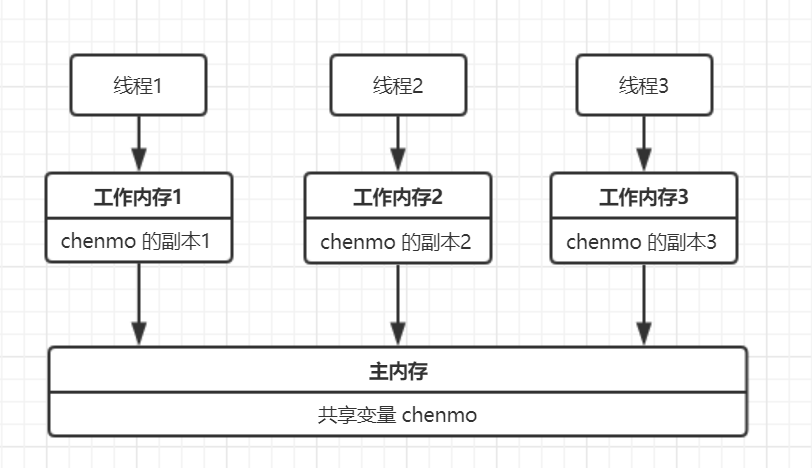 线程1
线程2
线程3
工作内存1
工作内存2
工作内存3
chenmo 的副本1
chenmo 的副本2
chenmo 的副本3
主内存
共享变量 chenmo